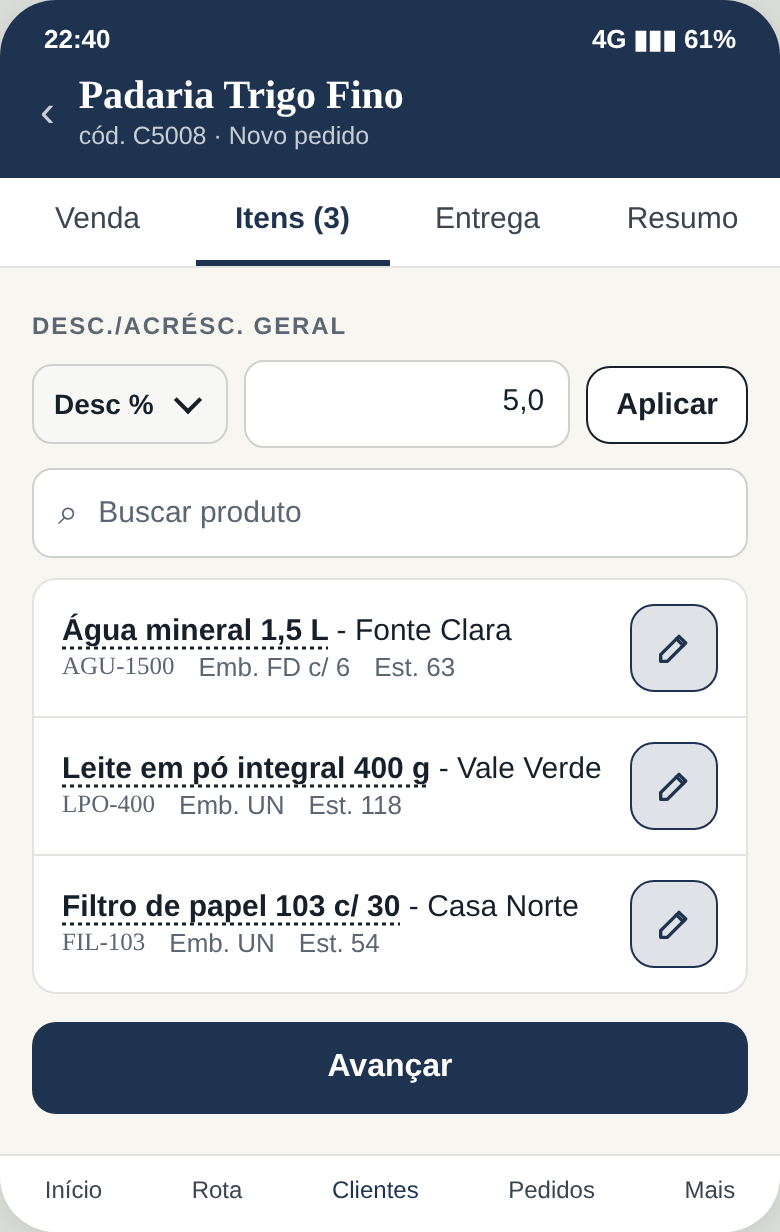 22:40 4G 61%
‹ Padaria Trigo Fino
cód. C5008 · Novo pedido
Venda Itens (3) Entrega Resumo
DESC./ACRÉSC. GERAL
Desc % 5,0 Aplicar
Buscar produto
Água mineral 1,5 L - Fonte Clara
AGU-1500 Emb. FD c/ 6 Est. 63
Leite em pó integral 400 g - Vale Verde
LPO-400 Emb. UN Est. 118
Filtro de papel 103 c/ 30 - Casa Norte
FIL-103 Emb. UN Est. 54
Avançar
Início Rota Clientes Pedidos Mais